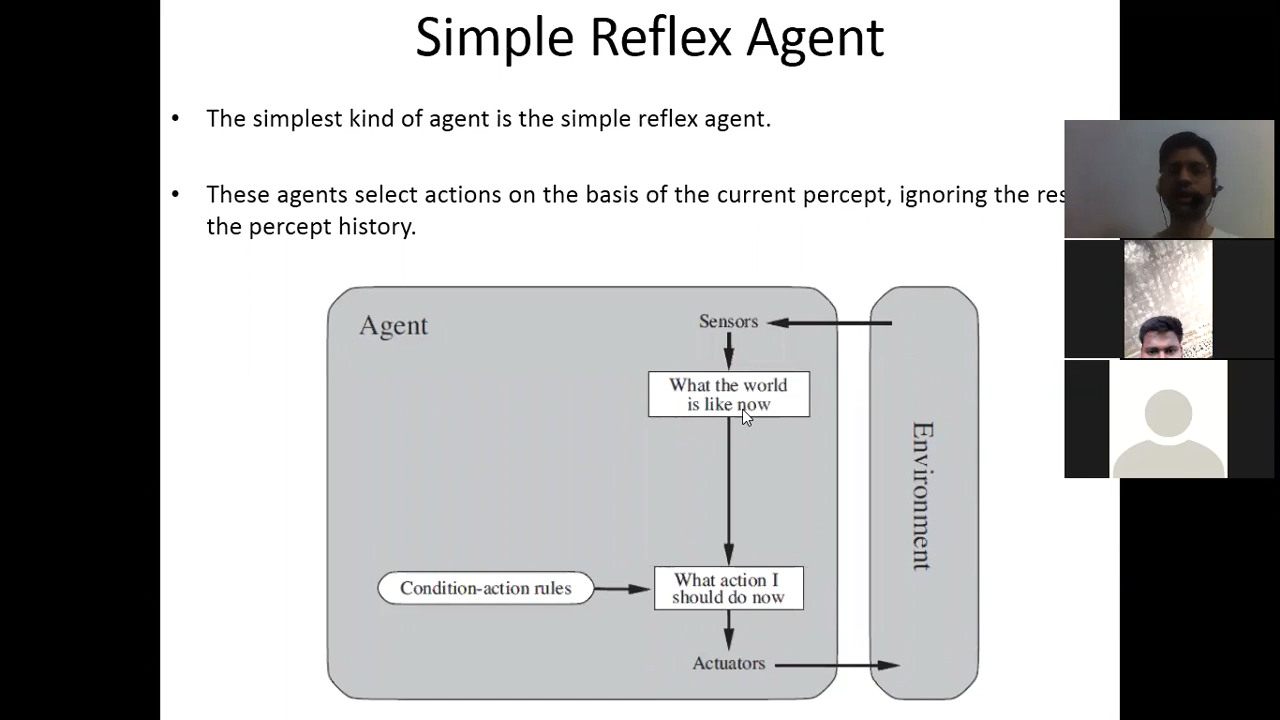 Simple Reflex Agent
• The simplest kind of agent is the simple reflex agent.
• These agents select actions on the basis of the current percept, ignoring the res
the percept history.
Agent
Sensors
What the world
is like now
Environment
Condition-action rules
What action I
should do now
Actuators